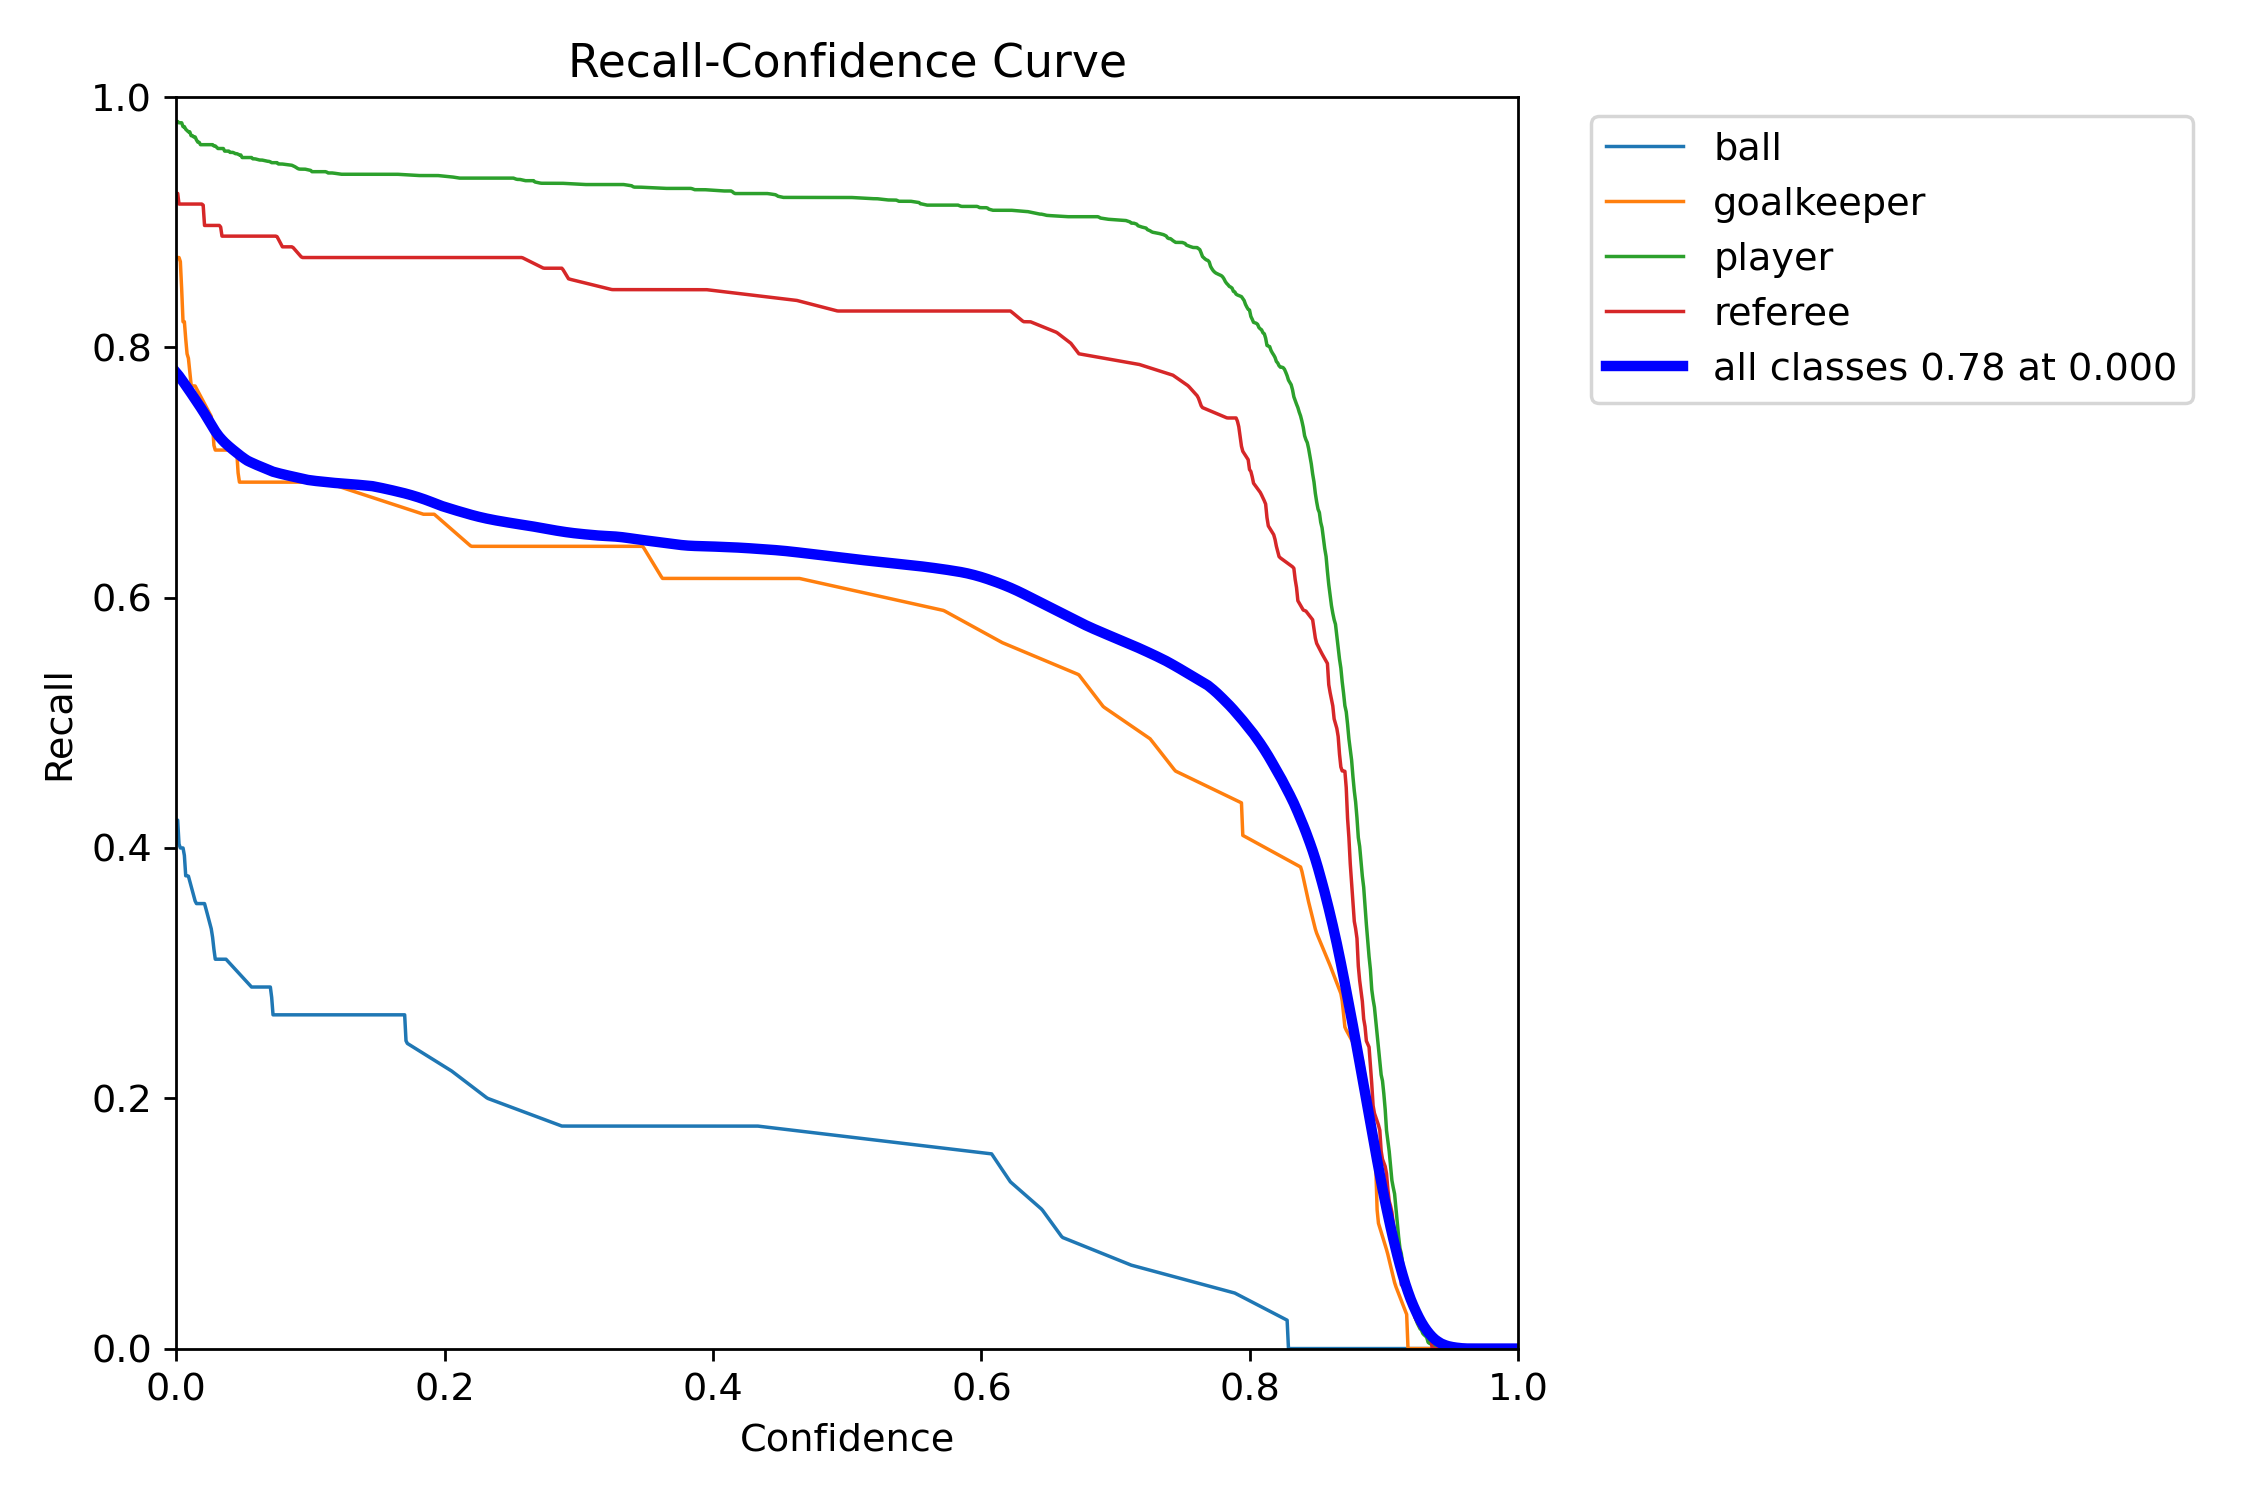 Recall-Confidence Curve
1.0
0.8
0.6
0.4
0.2
0.0
Recall
0.0 0.2 0.4 0.6 0.8 1.0
Confidence
ball
goalkeeper
player
referee
all classes 0.78 at 0.000